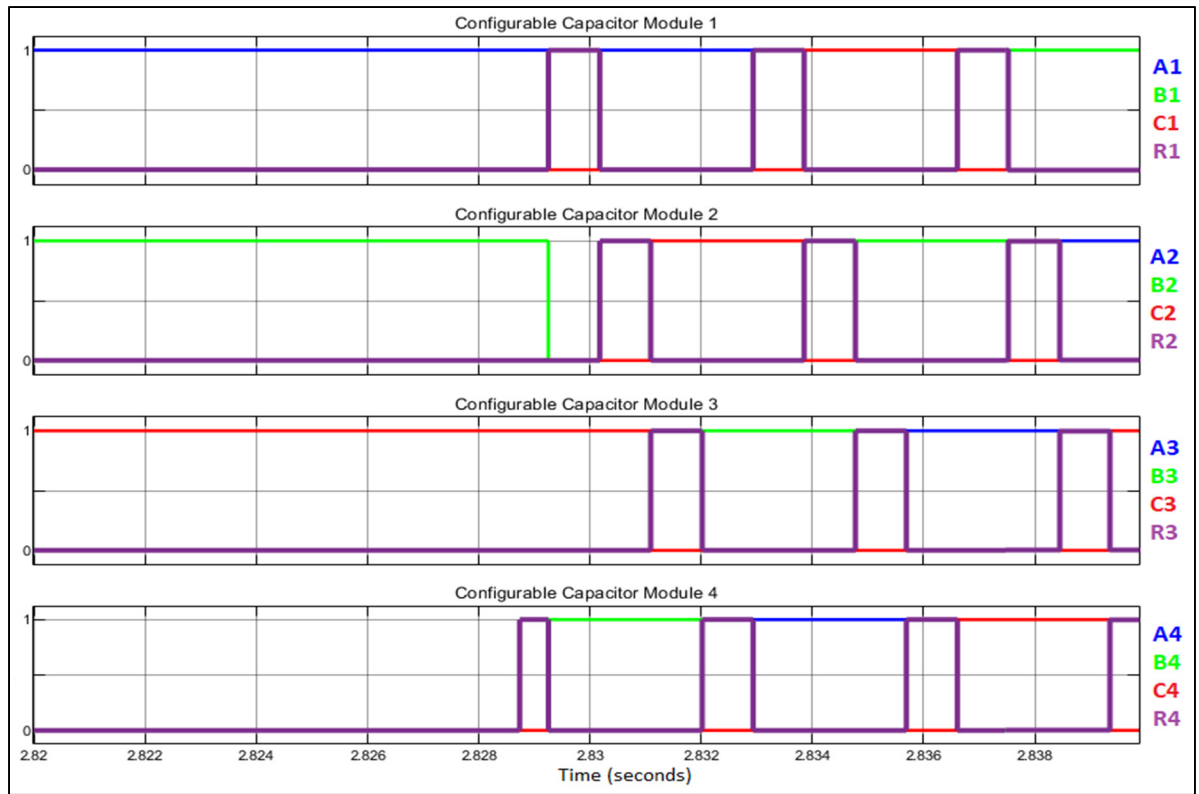 Configurable Capacitor Module 1
1
0
A1
B1
C1
R1
Configurable Capacitor Module 2
1
0
A2
B2
C2
R2
Configurable Capacitor Module 3
1
0
A3
B3
C3
R3
Configurable Capacitor Module 4
1
0
A4
B4
C4
R4
2.82 2.822 2.824 2.826 2.828 2.83 2.832 2.834 2.836 2.838
Time (seconds)